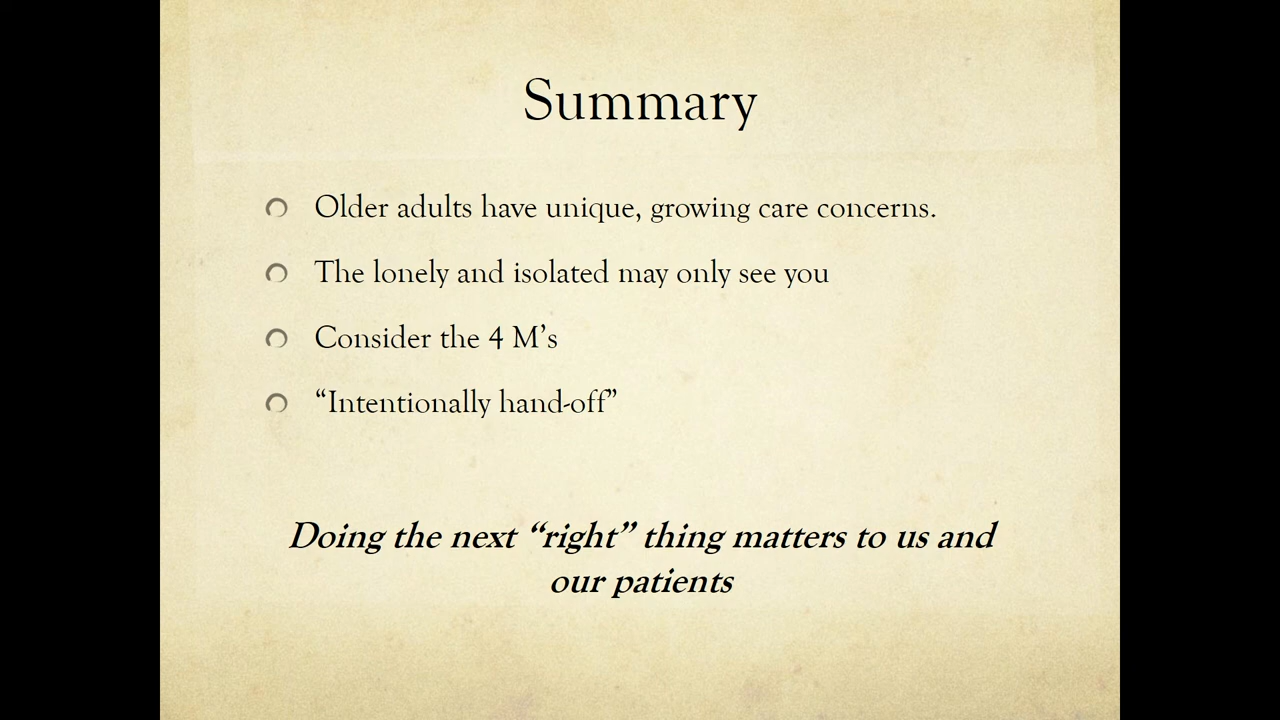 Summary
Older adults have unique, growing care concerns.
The lonely and isolated may only see you
Consider the 4 M’s
“Intentionally hand-off”
Doing the next “right” thing matters to us and
our patients